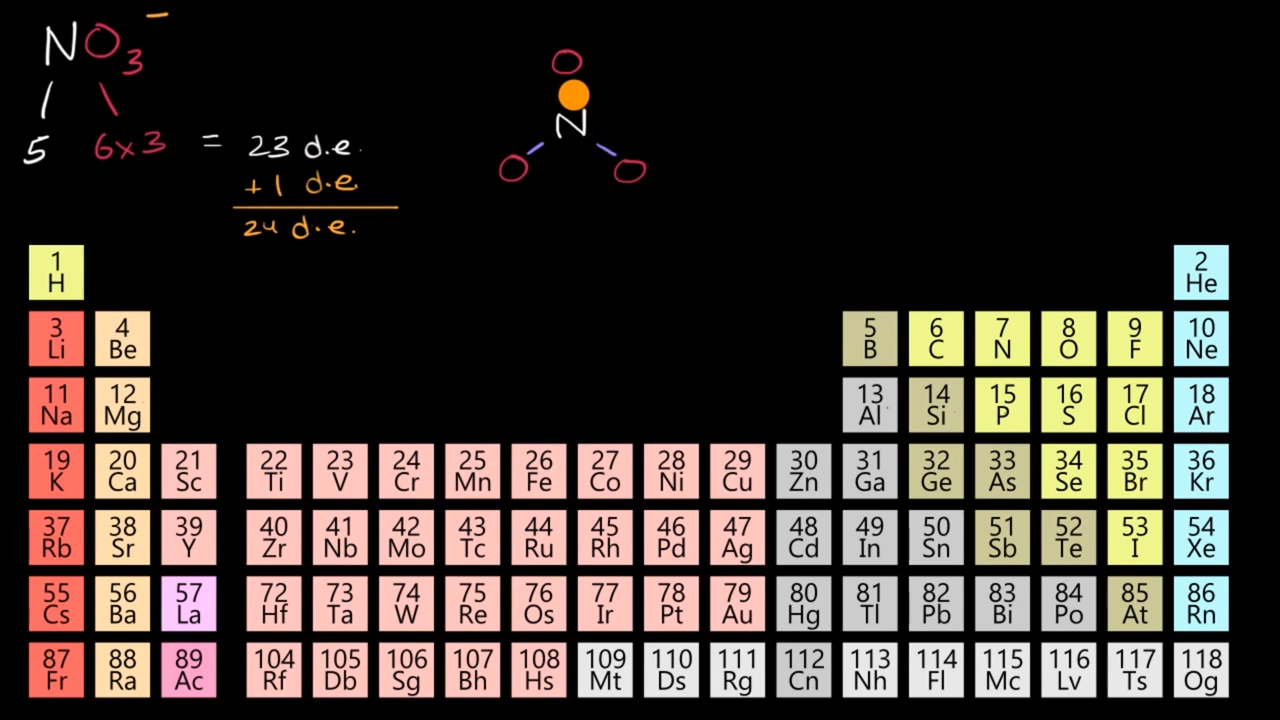 NO₃⁻
5 6x3 = 23 d.e.
+ 1 d.e.
24 d.e.
O
N
O O
1 H 2 He
3 Li 4 Be 5 B 6 C 7 N 8 O 9 F 10 Ne
11 Na 12 Mg 13 Al 14 Si 15 P 16 S 17 Cl 18 Ar
19 K 20 Ca 21 Sc 22 Ti 23 V 24 Cr 25 Mn 26 Fe 27 Co 28 Ni 29 Cu 30 Zn 31 Ga 32 Ge 33 As 34 Se 35 Br 36 Kr
37 Rb 38 Sr 39 Y 40 Zr 41 Nb 42 Mo 43 Tc 44 Ru 45 Rh 46 Pd 47 Ag 48 Cd 49 In 50 Sn 51 Sb 52 Te 53 I 54 Xe
55 Cs 56 Ba 57 La 72 Hf 73 Ta 74 W 75 Re 76 Os 77 Ir 78 Pt 79 Au 80 Hg 81 Tl 82 Pb 83 Bi 84 Po 85 At 86 Rn
87 Fr 88 Ra 89 Ac 104 Rf 105 Db 106 Sg 107 Bh 108 Hs 109 Mt 110 Ds 111 Rg 112 Cn 113 Nh 114 Fl 115 Mc 116 Lv 117 Ts 118 Og